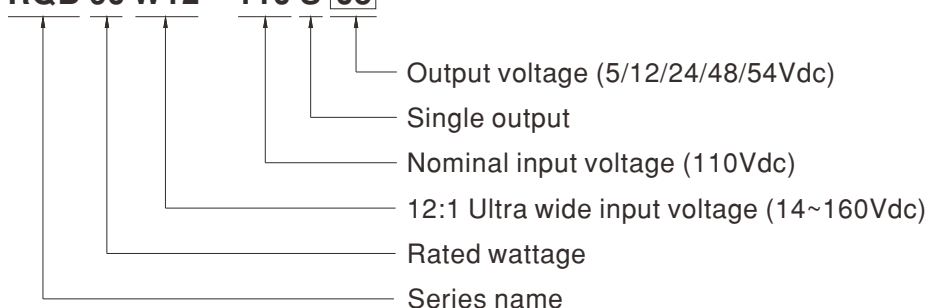 Output voltage (5/12/24/48/54Vdc)
Single output
Nominal input voltage (110Vdc)
12:1 Ultra wide input voltage (14~160Vdc)
Rated wattage
Series name